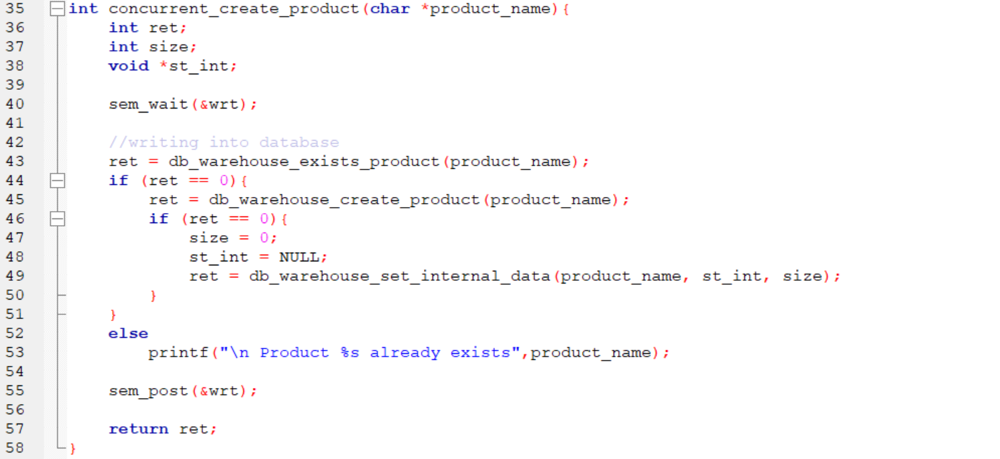 35 int concurrent_create_product(char *product_name){
36     int ret;
37     int size;
38     void *st_int;
39
40     sem_wait(&wrt);
41
42     //writing into database
43     ret = db_warehouse_exists_product(product_name);
44     if (ret == 0){
45         ret = db_warehouse_create_product(product_name);
46         if (ret == 0){
47             size = 0;
48             st_int = NULL;
49             ret = db_warehouse_set_internal_data(product_name, st_int, size);
50         }
51     }
52     else
53         printf("\n Product %s already exists",product_name);
54
55     sem_post(&wrt);
56
57     return ret;
58 }